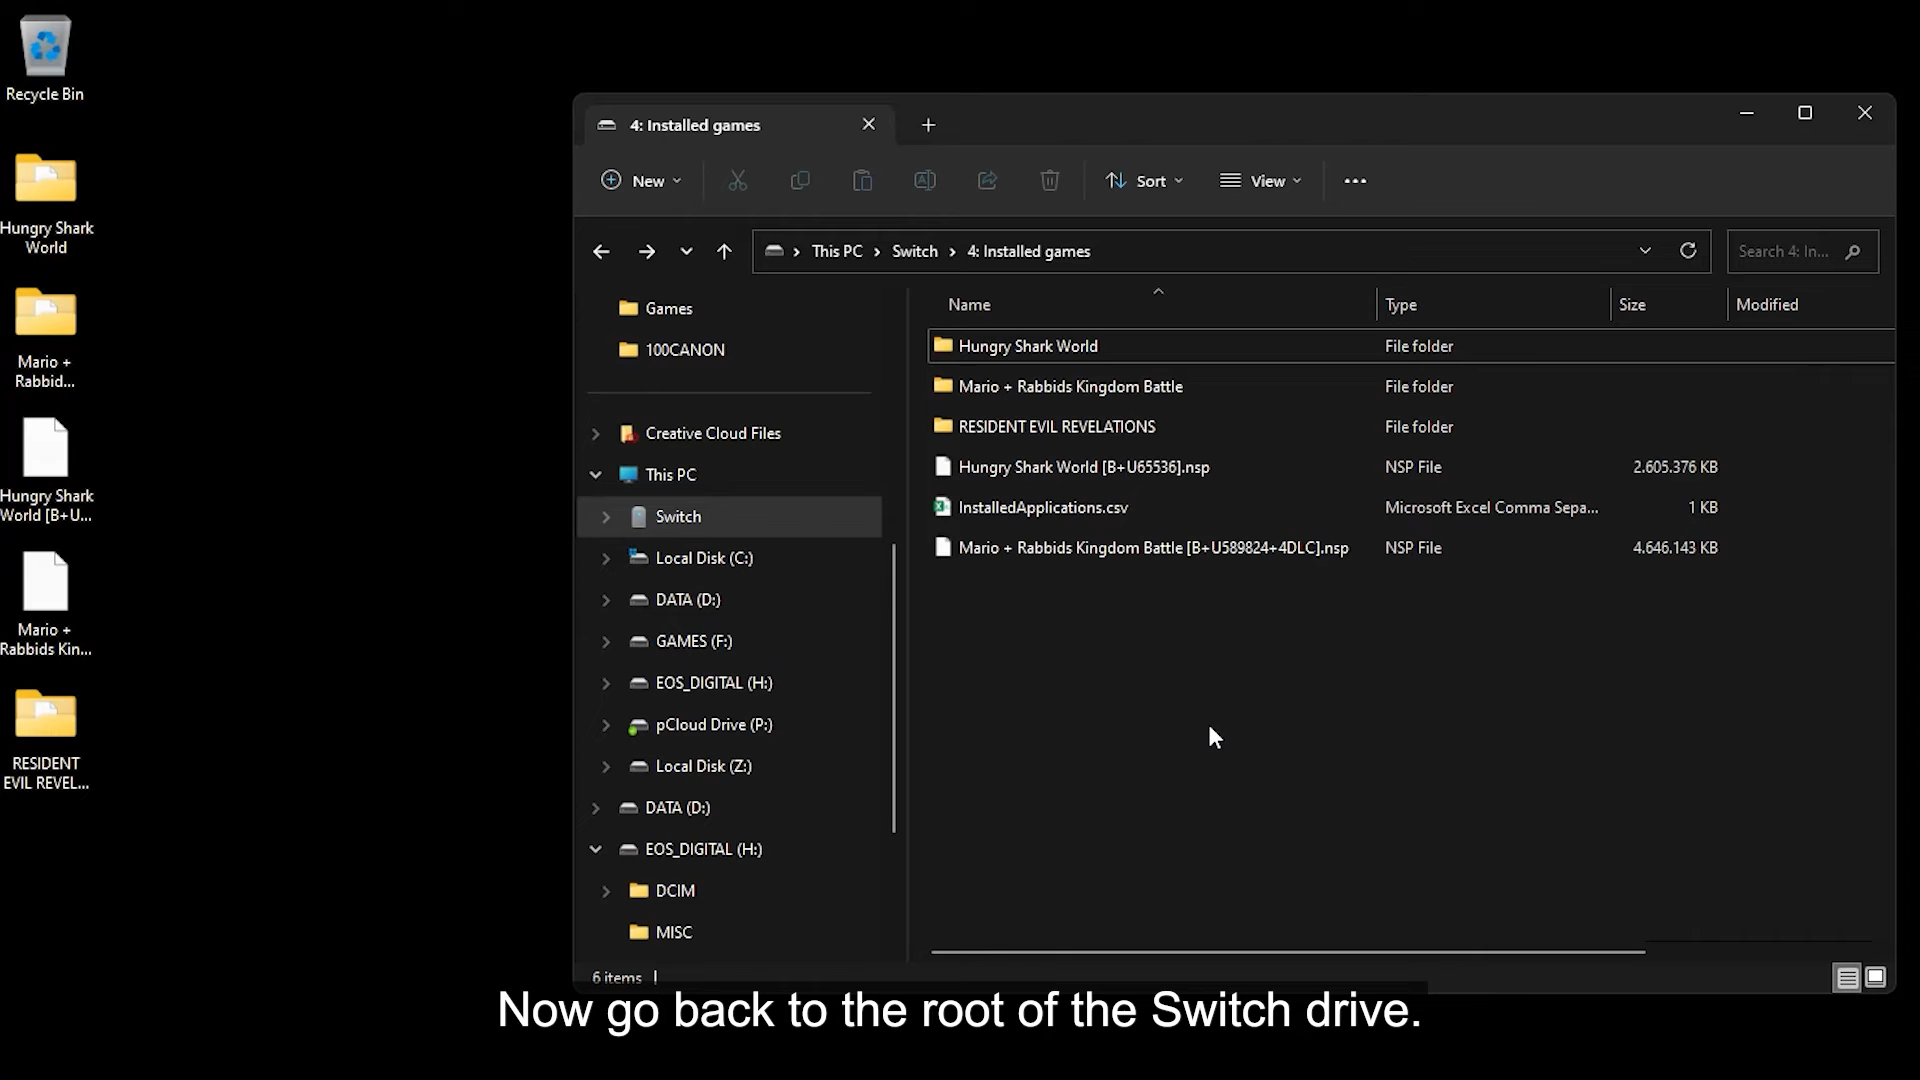 Recycle Bin
Hungry Shark
World
Mario +
Rabbid...
Hungry Shark
World [B+U...
Mario +
Rabbids Kin...
RESIDENT
EVIL REVEL...
4: Installed games
New
Sort
View
This PC > Switch > 4: Installed games
Search 4: In...
Games
100CANON
Creative Cloud Files
This PC
Switch
Local Disk (C:)
DATA (D:)
GAMES (F:)
EOS_DIGITAL (H:)
pCloud Drive (P:)
Local Disk (Z:)
DATA (D:)
EOS_DIGITAL (H:)
DCIM
MISC
Name Type Size Modified
Hungry Shark World File folder
Mario + Rabbids Kingdom Battle File folder
RESIDENT EVIL REVELATIONS File folder
Hungry Shark World [B+U65536].nsp NSP File 2.605.376 KB
InstalledApplications.csv Microsoft Excel Comma Sepa... 1 KB
Mario + Rabbids Kingdom Battle [B+U589824+4DLC].nsp NSP File 4.646.143 KB
6 items
Now go back to the root of the Switch drive.